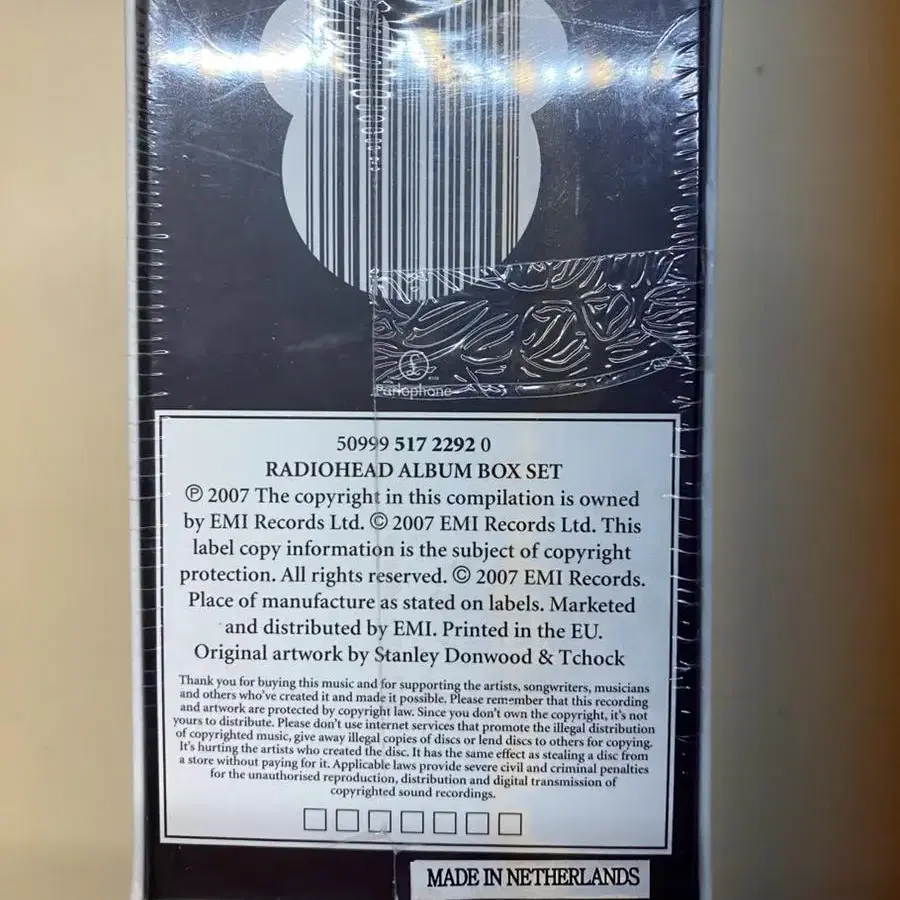 Parlophone
50999 517 2292 0
RADIOHEAD ALBUM BOX SET
℗ 2007 The copyright in this compilation is owned
by EMI Records Ltd. © 2007 EMI Records Ltd. This
label copy information is the subject of copyright
protection. All rights reserved. © 2007 EMI Records.
Place of manufacture as stated on labels. Marketed
and distributed by EMI. Printed in the EU.
Original artwork by Stanley Donwood & Tchock
Thank you for buying this music and for supporting the artists, songwriters, musicians
and others who've created it and made it possible. Please remember that this recording
and artwork are protected by copyright law. Since you don't own the copyright, it's not
yours to distribute. Please don't use internet services that promote the illegal distribution
of copyrighted music, give away illegal copies of discs or lend discs to others for copying.
It's hurting the artists who created the disc. It has the same effect as stealing a disc from
a store without paying for it. Applicable laws provide severe civil and criminal penalties
for the unauthorised reproduction, distribution and digital transmission of
copyrighted sound recordings.
MADE IN NETHERLANDS